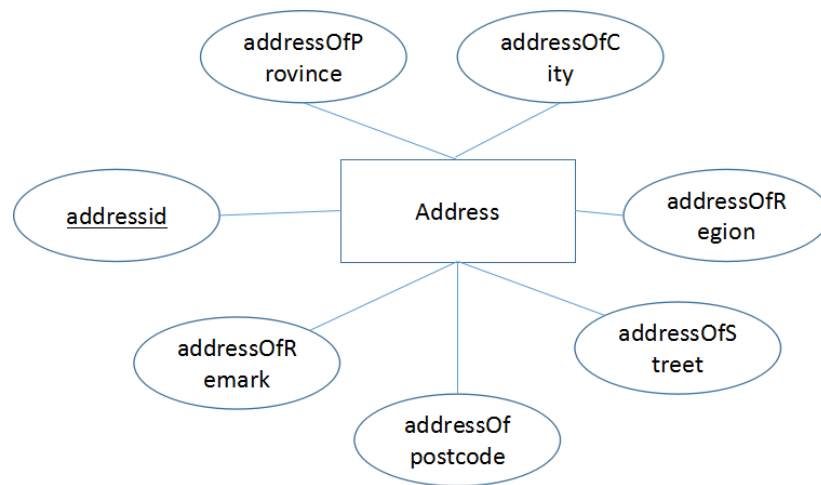 addressOfP
rovince
addressOfC
ity
addressid
Address
addressOfR
egion
addressOfR
emark
addressOfS
treet
addressOf
postcode